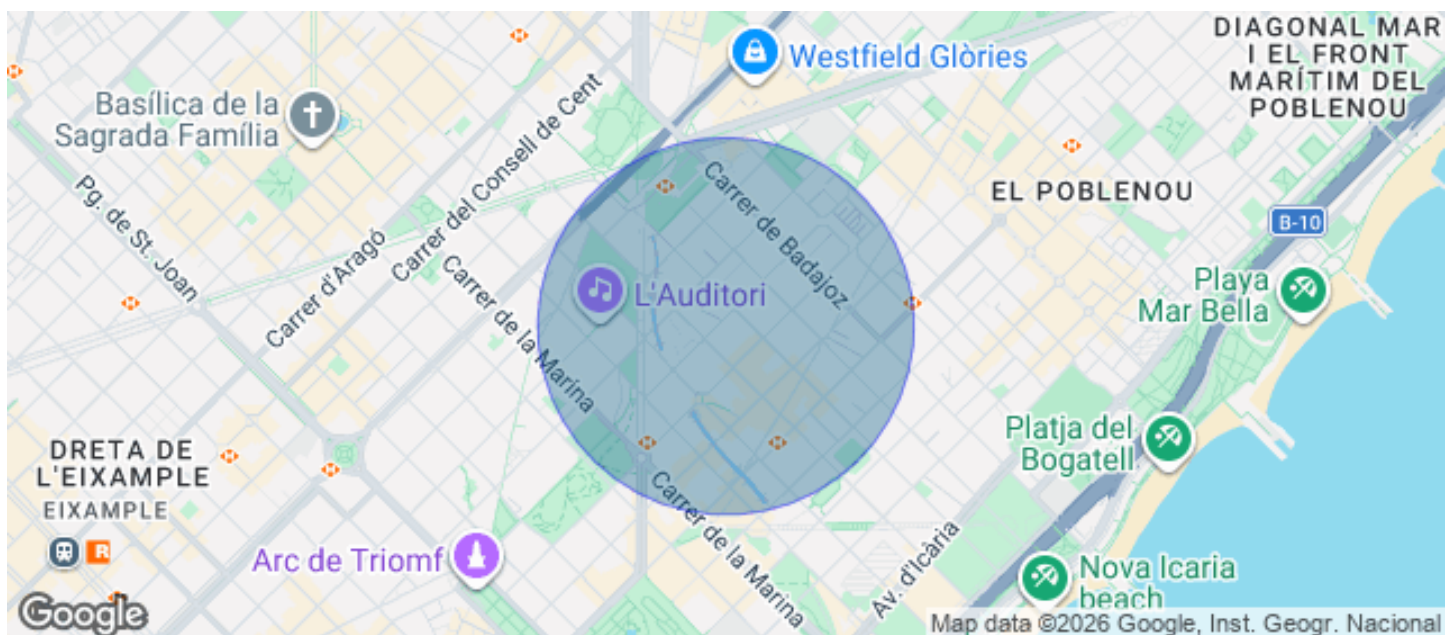 DIAGONAL MAR
I EL FRONT
MARÍTIM DEL
POBLENOU
Westfield Glòries
Basílica de la
Sagrada Família
Carrer del Consell de Cent
Carrer de Badajoz
EL POBLENOU
Pg. de St. Joan
B-10
Carrer d'Aragó
Carrer de la Marina
L'Auditori
Playa
Mar Bella
DRETA DE
L'EIXAMPLE
EIXAMPLE
Platja del
Bogatell
R
Arc de Triomf
Carrer de la Marina
Av. d'Icària
Nova Icaria
beach
Google
Map data ©2026 Google, Inst. Geogr. Nacional